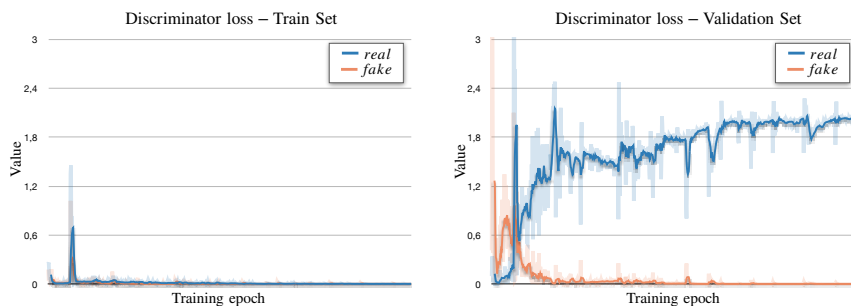 Discriminator loss – Train Set
3
2,4
1,8
1,2
0,6
0
Value
Training epoch
real
fake
Discriminator loss – Validation Set
3
2,4
1,8
1,2
0,6
0
Value
Training epoch
real
fake